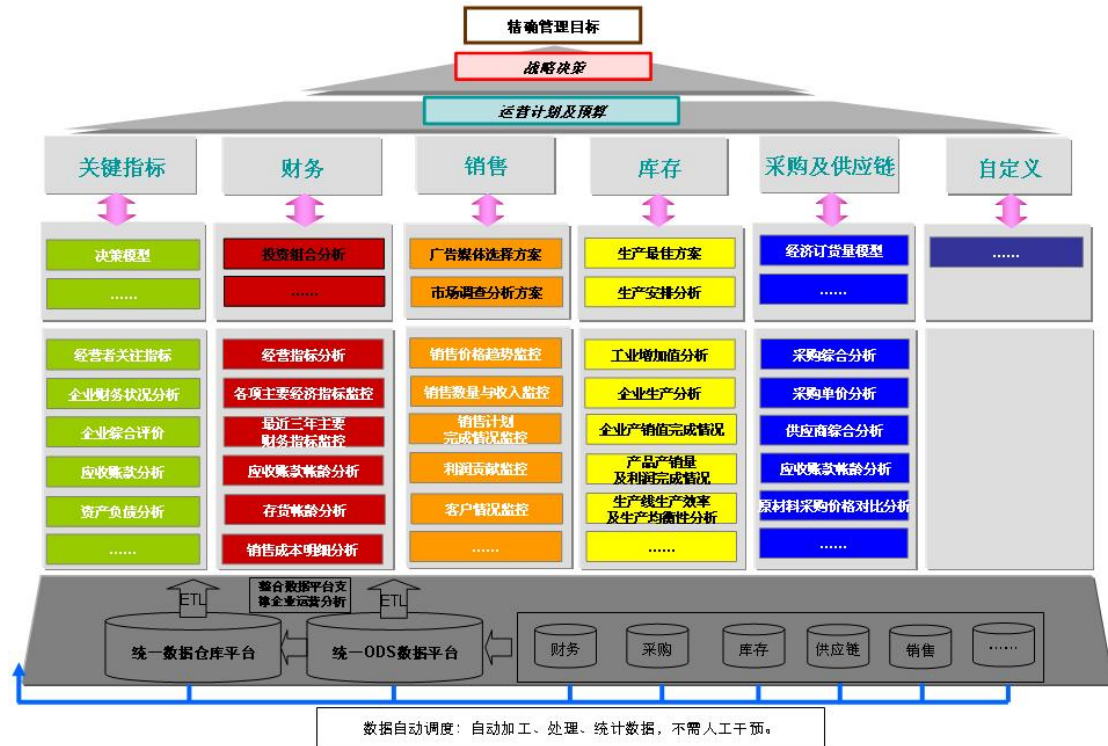 精确管理目标
战略决策
运营计划及预算
关键指标
财务
销售
库存
采购及供应链
自定义
决策模型
……
投资组合分析
……
广告媒体选择方案
市场调查分析方案
生产最佳方案
生产安排分析
经济订货量模型
……
……
经营者关注指标
企业财务状况分析
企业综合评价
应收账款分析
资产负债分析
……
经营指标分析
各项主要经济指标监控
最近三年主要
财务指标监控
应收账款帐龄分析
存货帐龄分析
销售成本明细分析
销售价格趋势监控
销售数量与收入监控
销售计划
完成情况监控
利润贡献监控
客户情况监控
……
工业增加值分析
企业生产分析
企业产销值完成情况
产品产销量
及利润完成情况
生产线生产效率
及生产均衡性分析
……
采购综合分析
采购单价分析
供应商综合分析
应收账款帐龄分析
原材料采购价格对比分析
……
ETL
整合数据平台支
撑企业运营分析
ETL
统一数据仓库平台
统一ODS数据平台
财务
采购
库存
供应链
销售
……
数据自动调度：自动加工、处理、统计数据，不需人工干预。